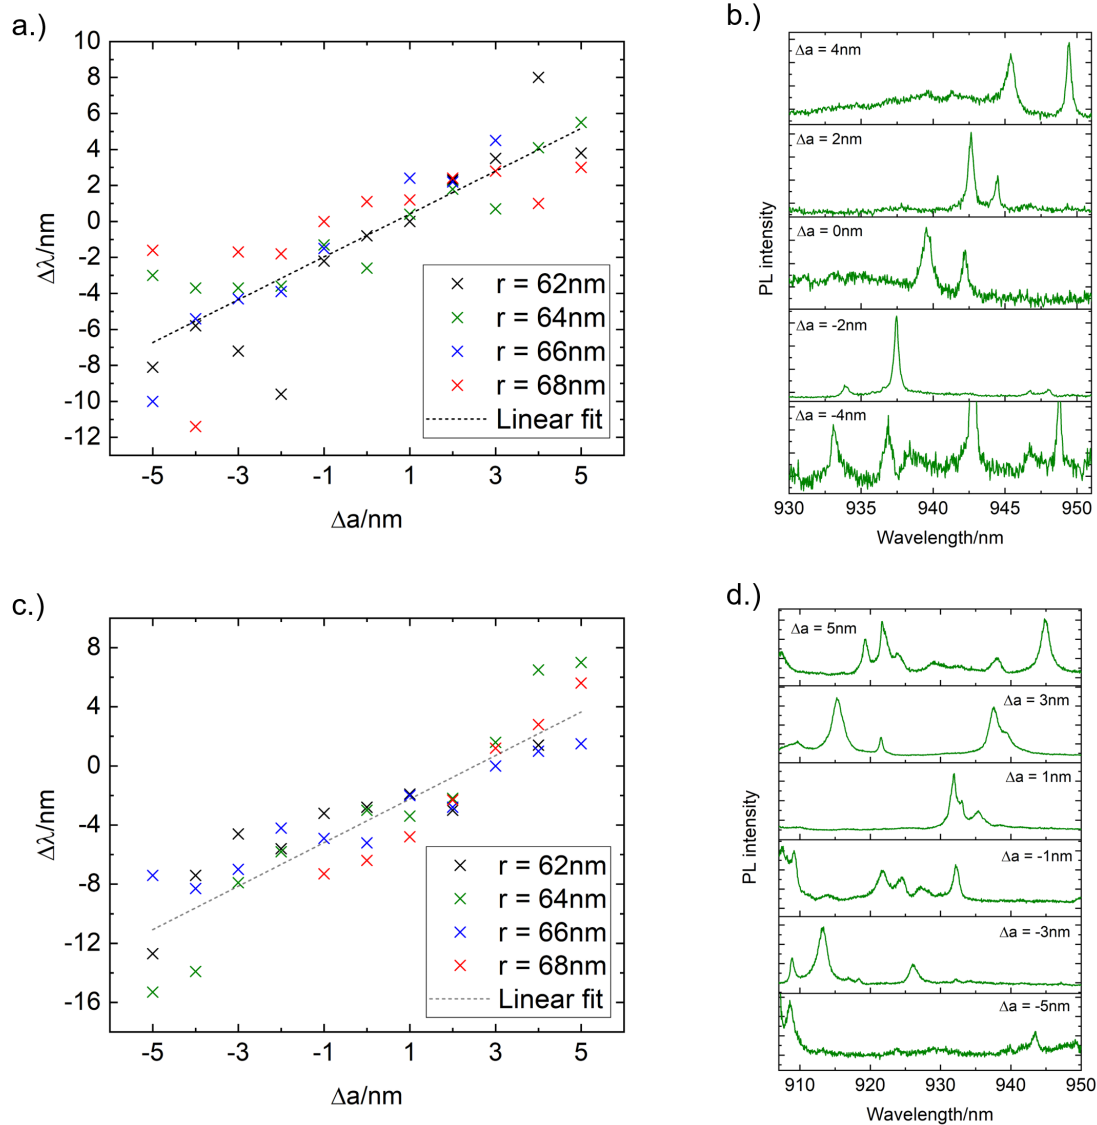 a.)
10
8
6
4
2
0
-2
-4
-6
-8
-10
-12
Δλ/nm
r = 62nm
r = 64nm
r = 66nm
r = 68nm
Linear fit
-5 -3 -1 1 3 5
Δa/nm
b.)
Δa = 4nm
Δa = 2nm
Δa = 0nm
Δa = -2nm
Δa = -4nm
PL intensity
930 935 940 945 950
Wavelength/nm
c.)
8
4
0
-4
-8
-12
-16
Δλ/nm
r = 62nm
r = 64nm
r = 66nm
r = 68nm
Linear fit
-5 -3 -1 1 3 5
Δa/nm
d.)
Δa = 5nm
Δa = 3nm
Δa = 1nm
Δa = -1nm
Δa = -3nm
Δa = -5nm
PL intensity
910 920 930 940 950
Wavelength/nm